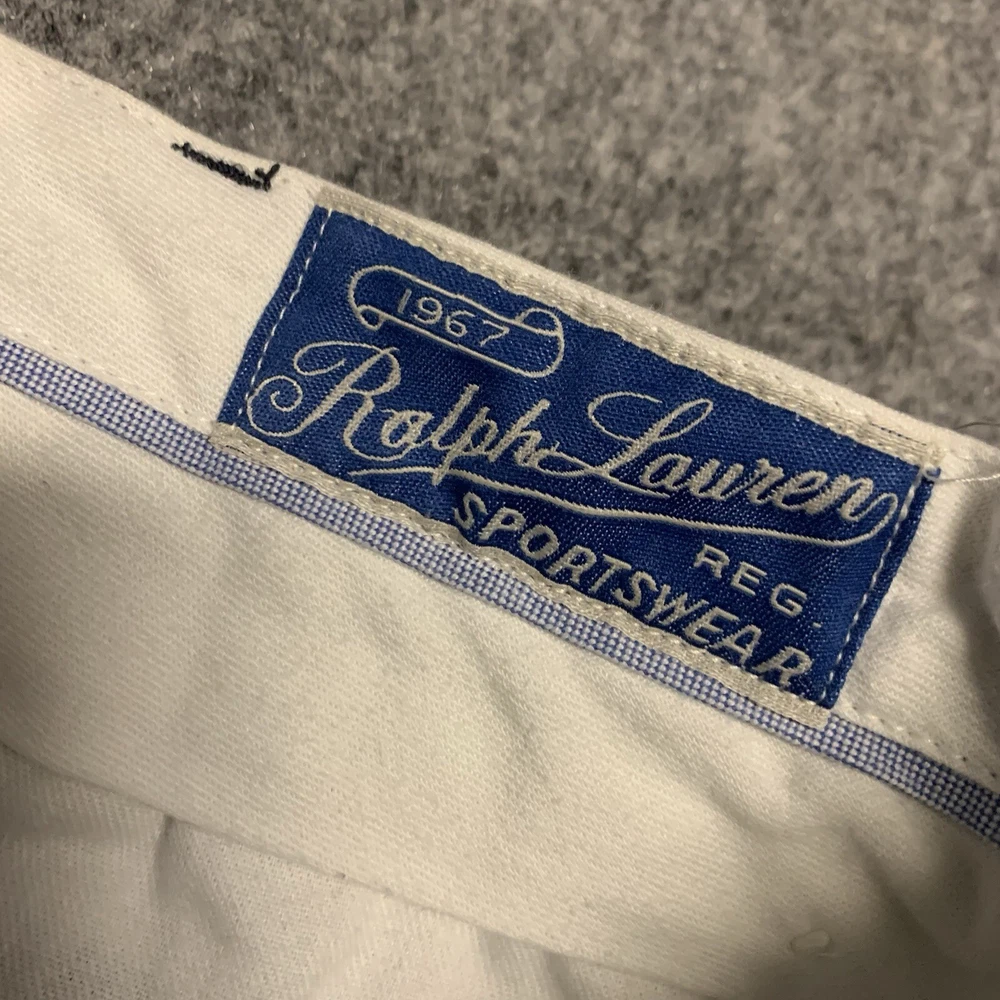 1967
Ralph Lauren
REG.
SPORTSWEAR